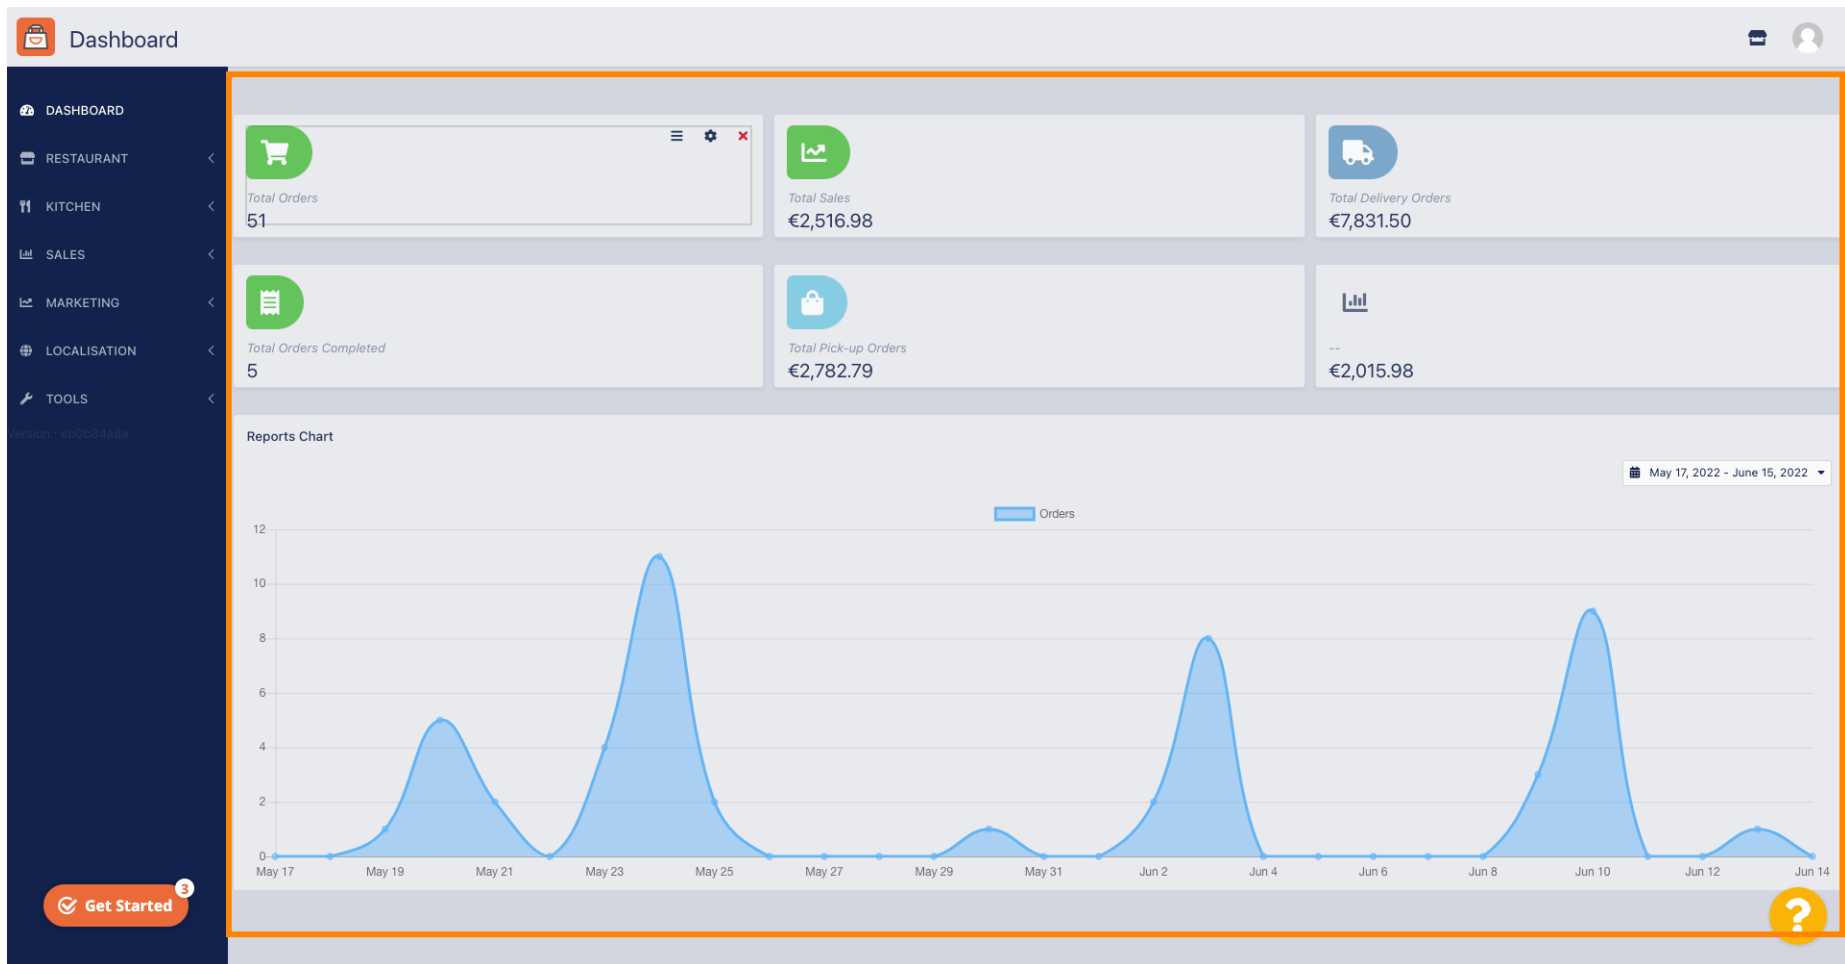 Dashboard
DASHBOARD
RESTAURANT
KITCHEN
SALES
MARKETING
LOCALISATION
TOOLS
Version : eb0b84a8a
3
Get Started
Total Orders
51
Total Sales
€2,516.98
Total Delivery Orders
€7,831.50
Total Orders Completed
5
Total Pick-up Orders
€2,782.79
--
€2,015.98
Reports Chart
May 17, 2022 - June 15, 2022
Orders
12
10
8
6
4
2
0
May 17 May 19 May 21 May 23 May 25 May 27 May 29 May 31 Jun 2 Jun 4 Jun 6 Jun 8 Jun 10 Jun 12 Jun 14
?